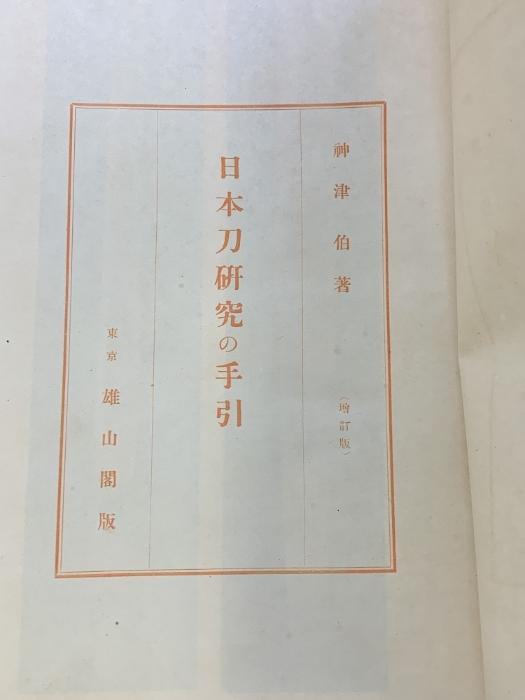 神津伯著
(增訂版)
日本刀硏究の手引
東京 雄山閣版